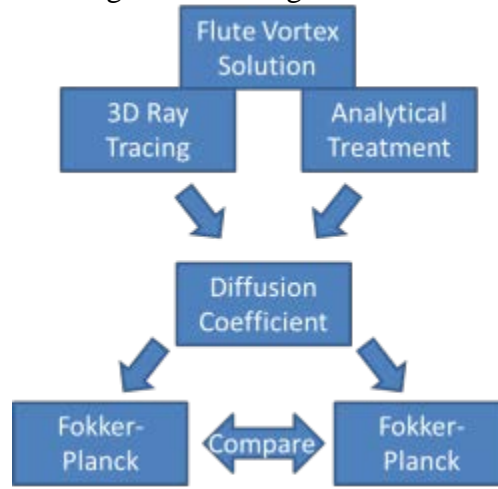 Flute Vortex
Solution
3D Ray
Tracing
Analytical
Treatment
Diffusion
Coefficient
Fokker-
Planck
Compare
Fokker-
Planck